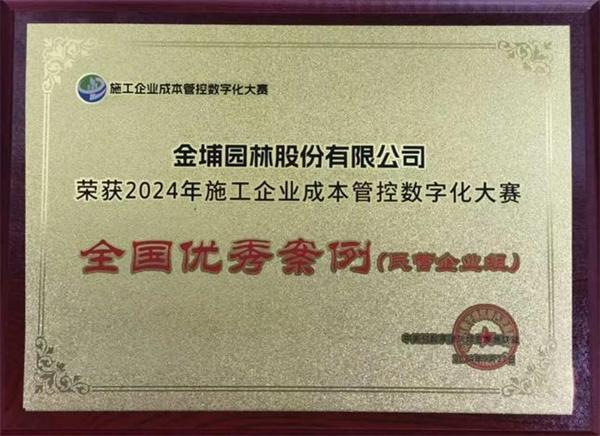 施工企业成本管控数字化大赛
金埔园林股份有限公司
荣获2024年施工企业成本管控数字化大赛
全国优秀案例(民营企业组)